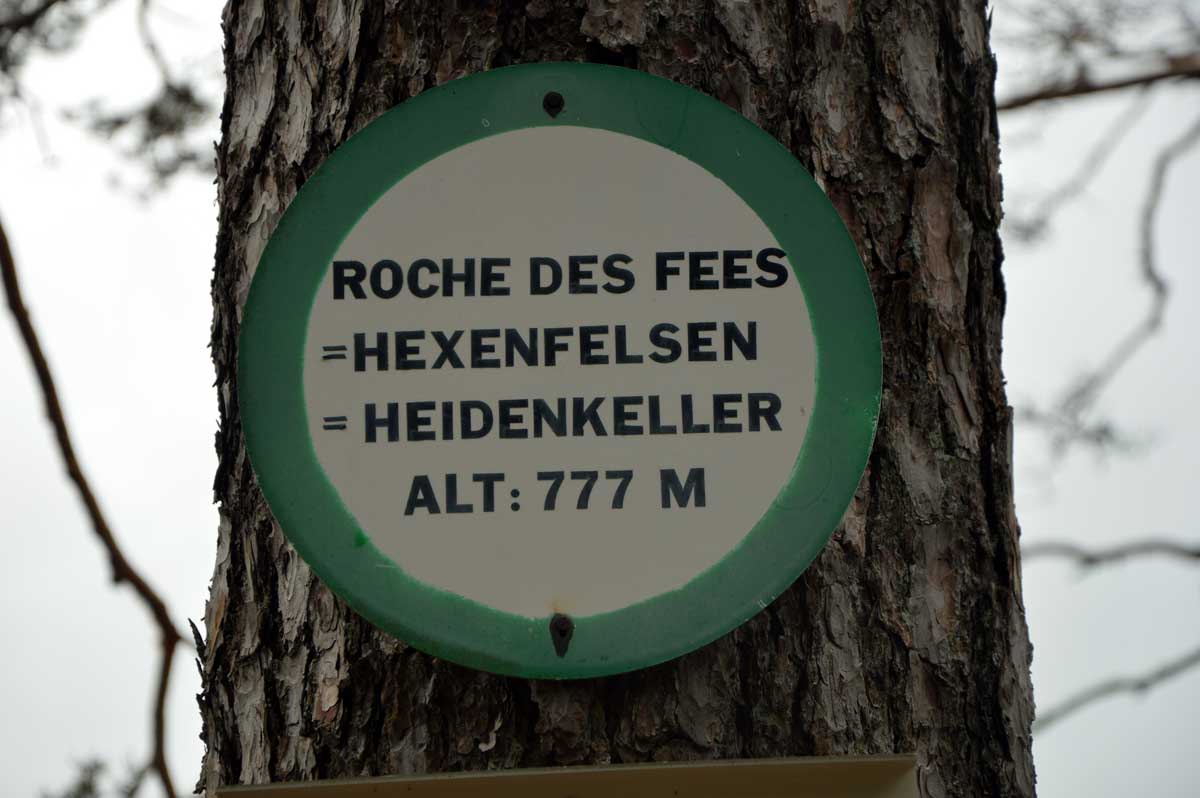 ROCHE DES FEES
=HEXENFELSEN
= HEIDENKELLER
ALT: 777 M